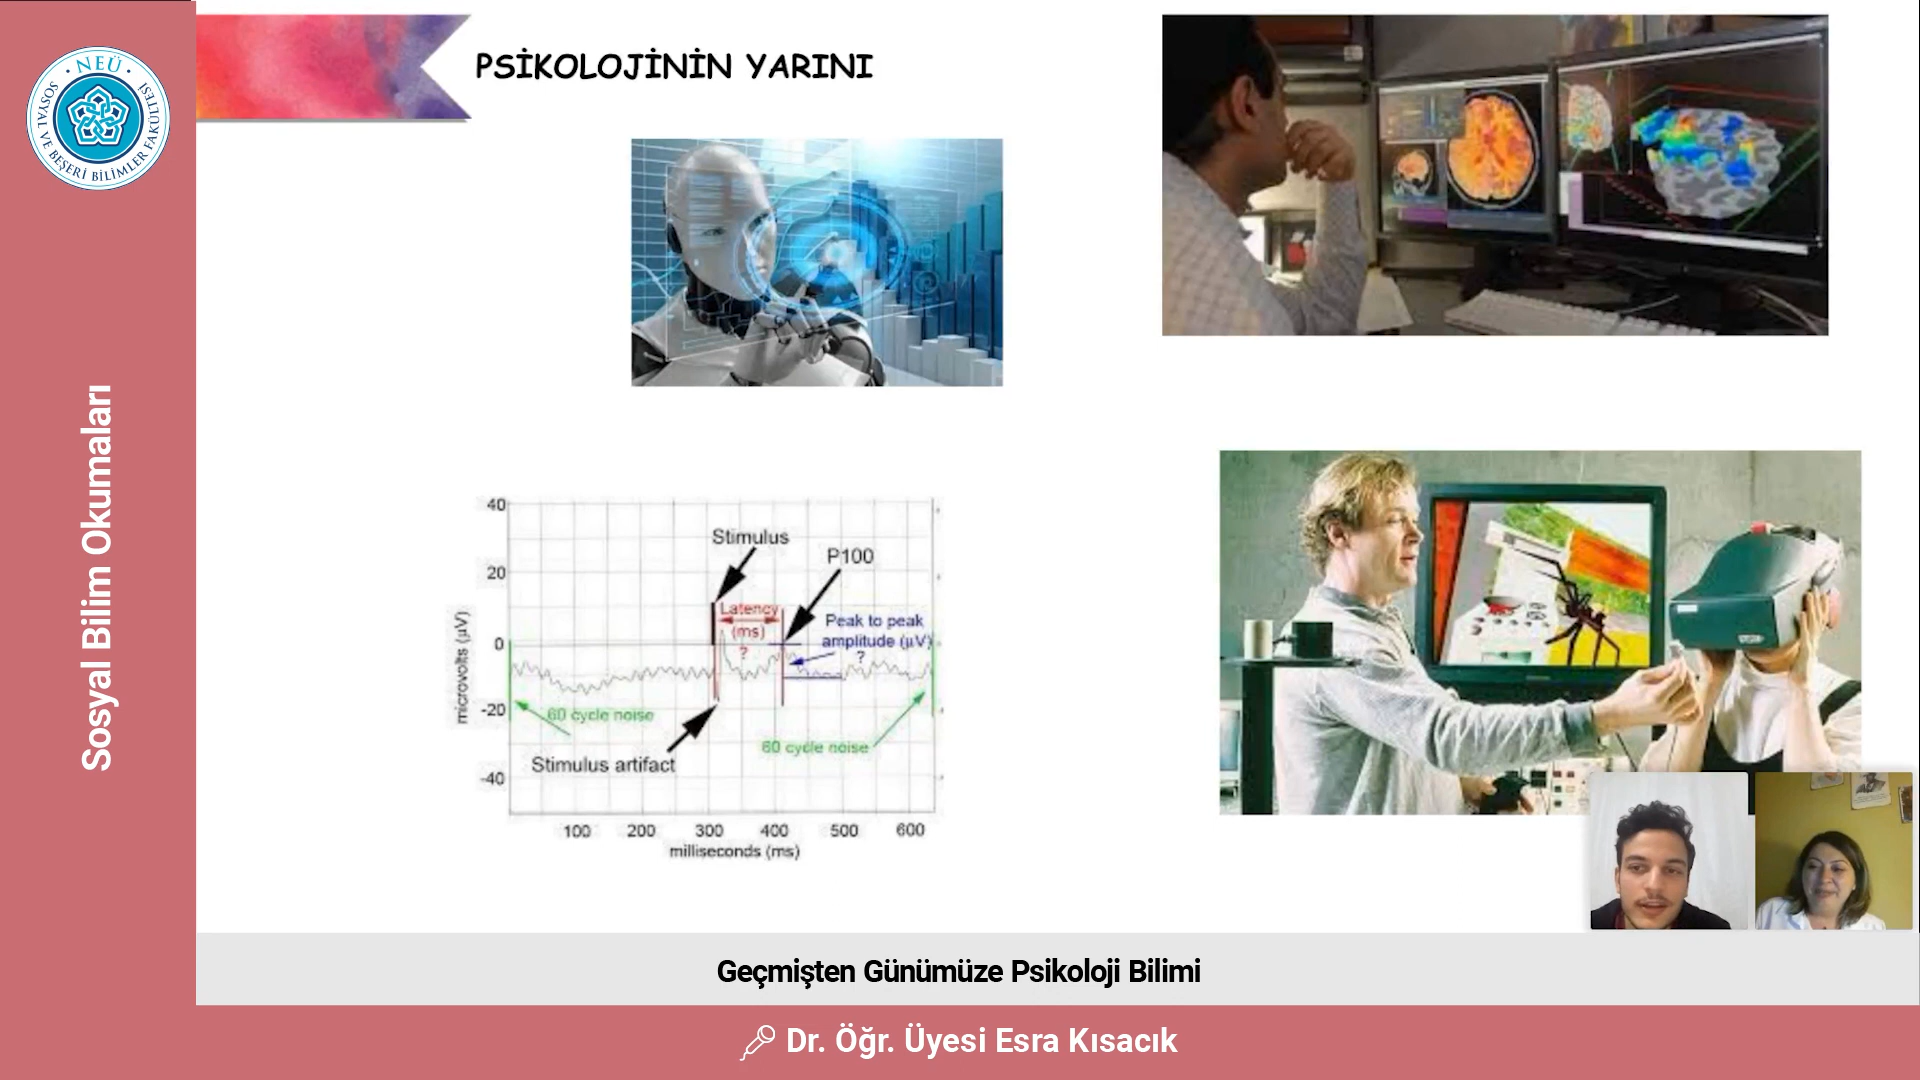 NEÜ
SOSYAL VE BEŞERİ BİLİMLER FAKÜLTESİ
Sosyal Bilim Okumaları
PSİKOLOJİNİN YARINI
40
20
0
-20
-40
microvolts (µV)
Stimulus
P100
Latency
(ms)
?
Peak to peak
amplitude (µV)
?
60 cycle noise
60 cycle noise
Stimulus artifact
100 200 300 400 500 600
milliseconds (ms)
Geçmişten Günümüze Psikoloji Bilimi
Dr. Öğr. Üyesi Esra Kısacık